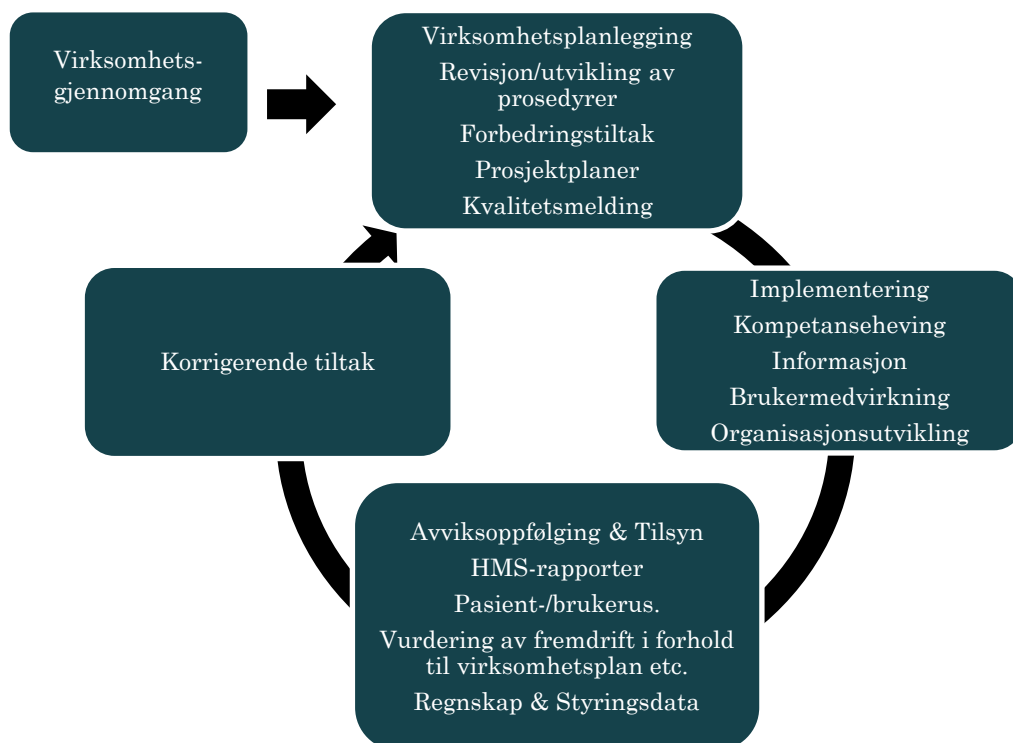 Virksomhets-
gjennomgang
Virksomhetsplanlegging
Revisjon/utvikling av
prosedyrer
Forbedringstiltak
Prosjektplaner
Kvalitetsmelding
Implementering
Kompetanseheving
Informasjon
Brukermedvirkning
Organisasjonsutvikling
Avviksoppfølging & Tilsyn
HMS-rapporter
Pasient-/brukerus.
Vurdering av fremdrift i forhold
til virksomhetsplan etc.
Regnskap & Styringsdata
Korrigerende tiltak